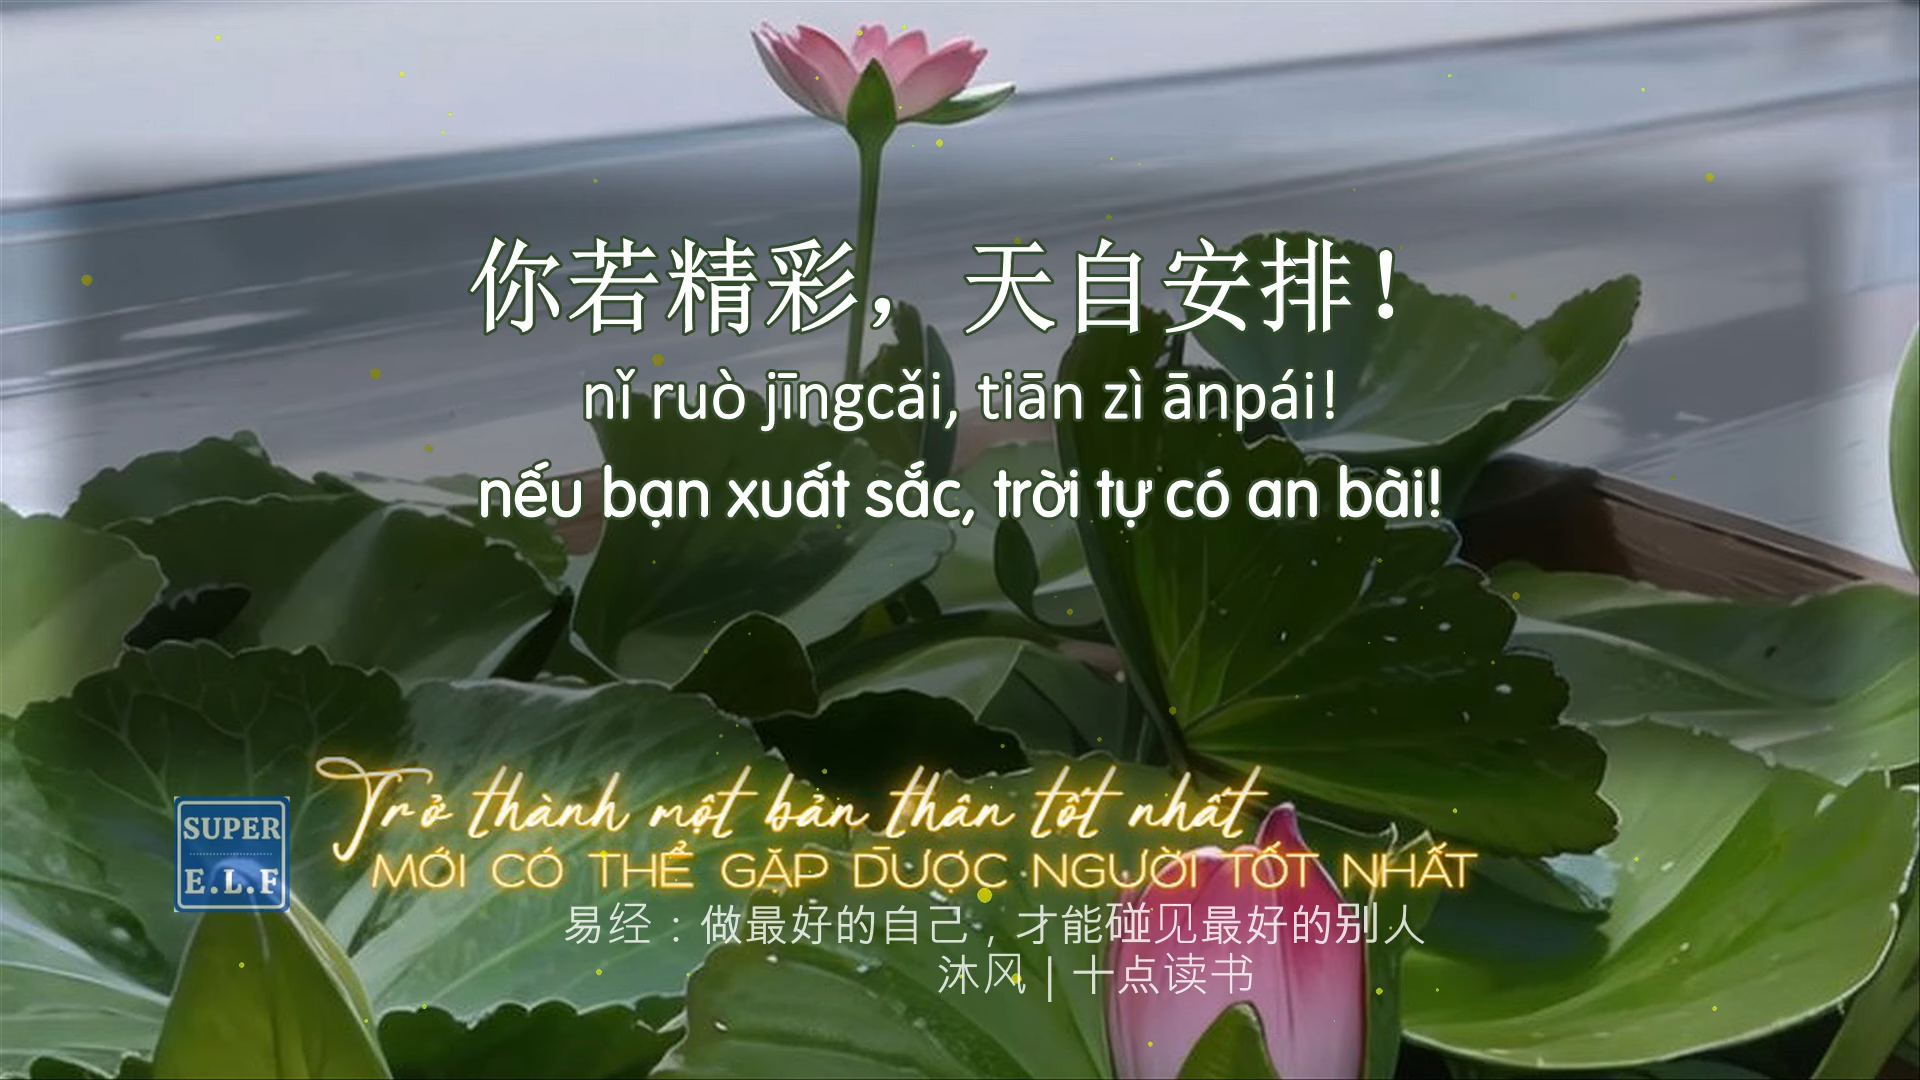 你若精彩，天自安排！
nǐ ruò jīngcǎi, tiān zì ānpái!
nếu bạn xuất sắc, trời tự có an bài!
Trở thành một bản thân tốt nhất
MỚI CÓ THỂ GẶP ĐƯỢC NGƯỜI TỐT NHẤT
SUPER
E.L.F
易经：做最好的自己，才能碰见最好的别人
沐风 | 十点读书